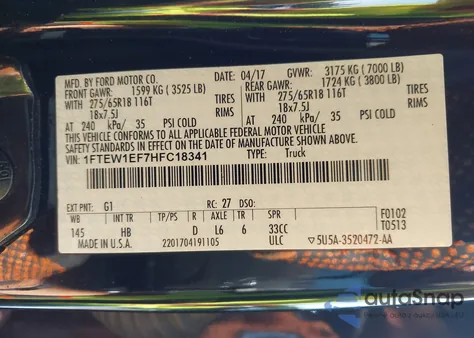 MFD. BY FORD MOTOR CO. 04/17 GVWR: 3175 KG ( 7000 LB)
FRONT GAWR: 1599 KG ( 3525 LB) REAR GAWR: 1724 KG ( 3800 LB)
WITH 275/65R18 116T TIRES WITH 275/65R18 116T TIRES
18x7.5J RIMS 18x7.5J RIMS
AT 240 kPa/ 35 PSI COLD AT 240 kPa/ 35 PSI COLD
THIS VEHICLE CONFORMS TO ALL APPLICABLE FEDERAL MOTOR VEHICLE
SAFETY STANDARDS IN EFFECT ON THE DATE OF MANUFACTURE SHOWN ABOVE.
VIN: 1FTEW1EF7HFC18341 TYPE: Truck
EXT PNT: G1 RC: 27 DSO:
WB INT TR TP/PS R AXLE TR SPR F0102
145 HB D L6 6 33CC T0513
MADE IN U.S.A. 2201704191105 ULC ▽5U5A-3520472-AA
autoSnap